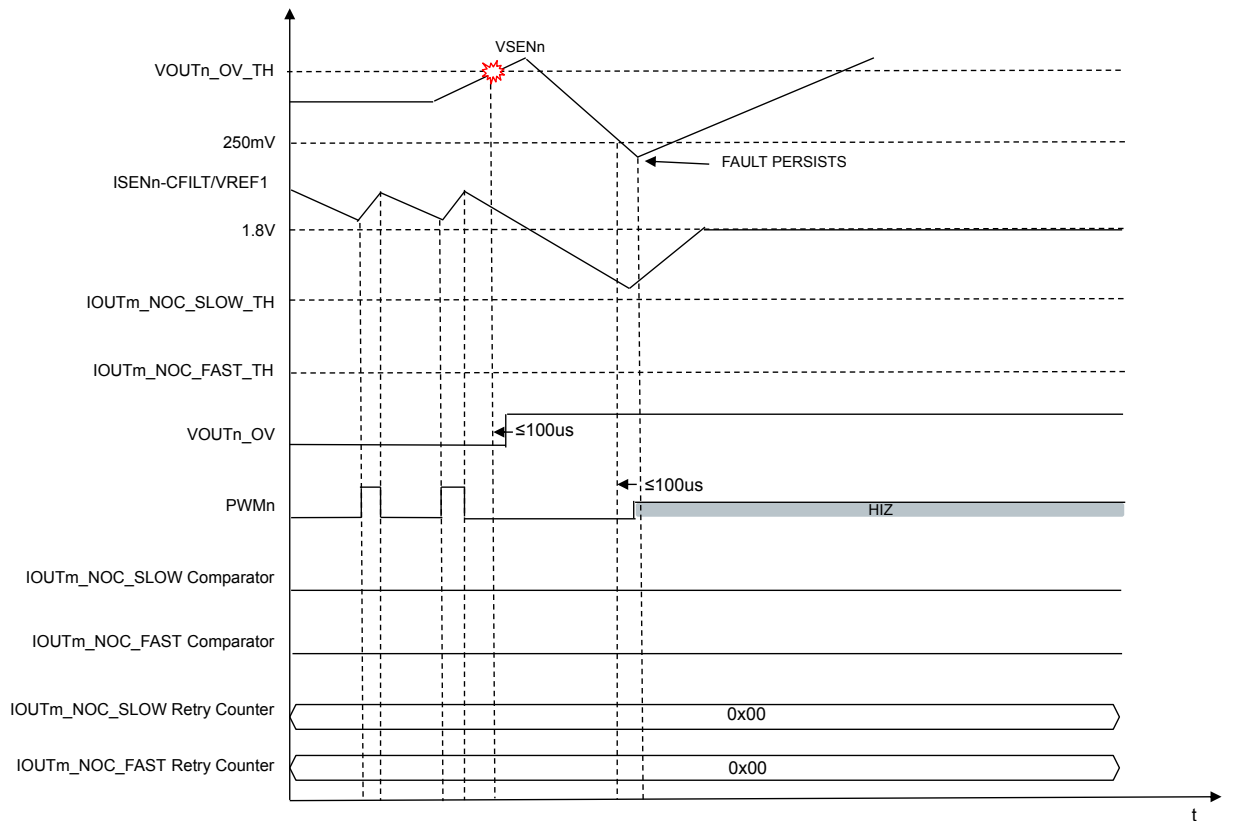 VSENn
VOUTn_OV_TH
250mV
FAULT PERSISTS
ISENn-CFILT/VREF1
1.8V
IOUTm_NOC_SLOW_TH
IOUTm_NOC_FAST_TH
VOUTn_OV
≤100us
≤100us
PWMn
HIZ
IOUTm_NOC_SLOW Comparator
IOUTm_NOC_FAST Comparator
IOUTm_NOC_SLOW Retry Counter
0x00
IOUTm_NOC_FAST Retry Counter
0x00
t